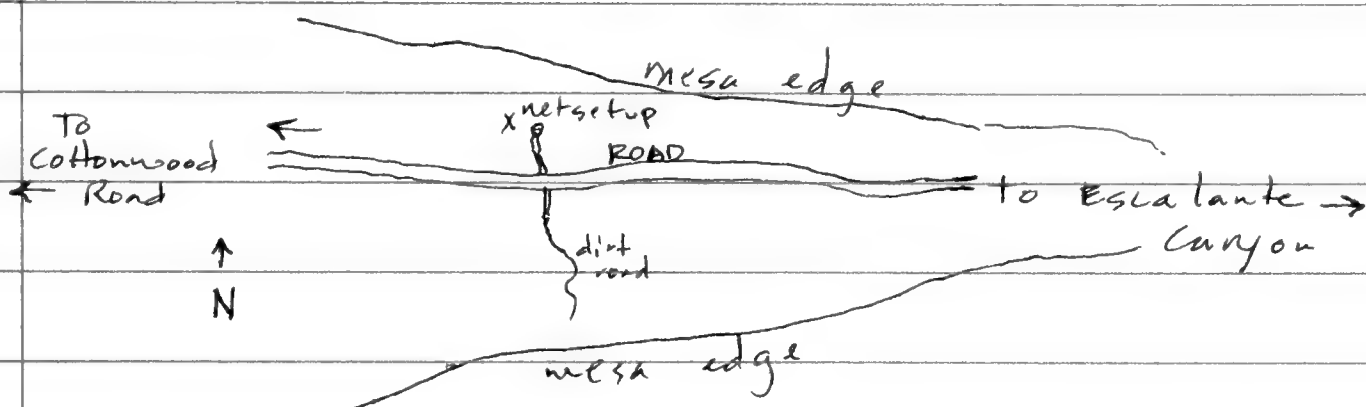 mesa edge
To
Cottonwood
← Road
←
x netsetup
ROAD
To Escalante →
Canyon
dirt
road
↑
N
mesa edge